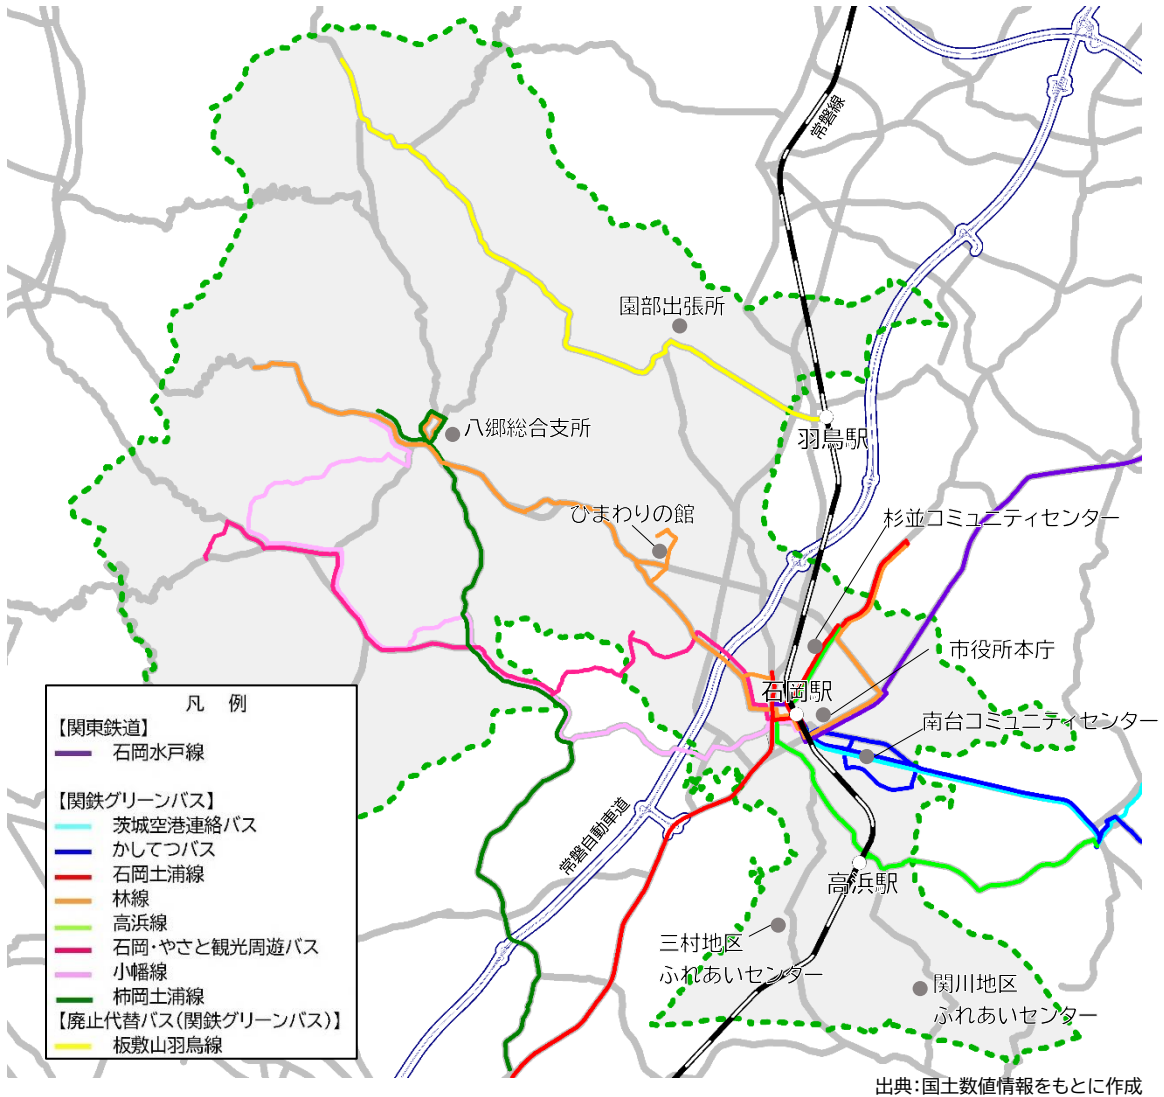 常磐線
園部出張所
八郷総合支所
羽鳥駅
ひまわりの館
杉並コミュニティセンター
市役所本庁
石岡駅
南台コミュニティセンター
凡 例
【関東鉄道】
石岡水戸線
【関鉄グリーンバス】
茨城空港連絡バス
かしてつバス
石岡土浦線
林線
高浜線
石岡・やさと観光周遊バス
小幡線
柿岡土浦線
【廃止代替バス(関鉄グリーンバス)】
板敷山羽鳥線
常磐自動車道
高浜駅
三村地区
ふれあいセンター
関川地区
ふれあいセンター
出典:国土数値情報をもとに作成